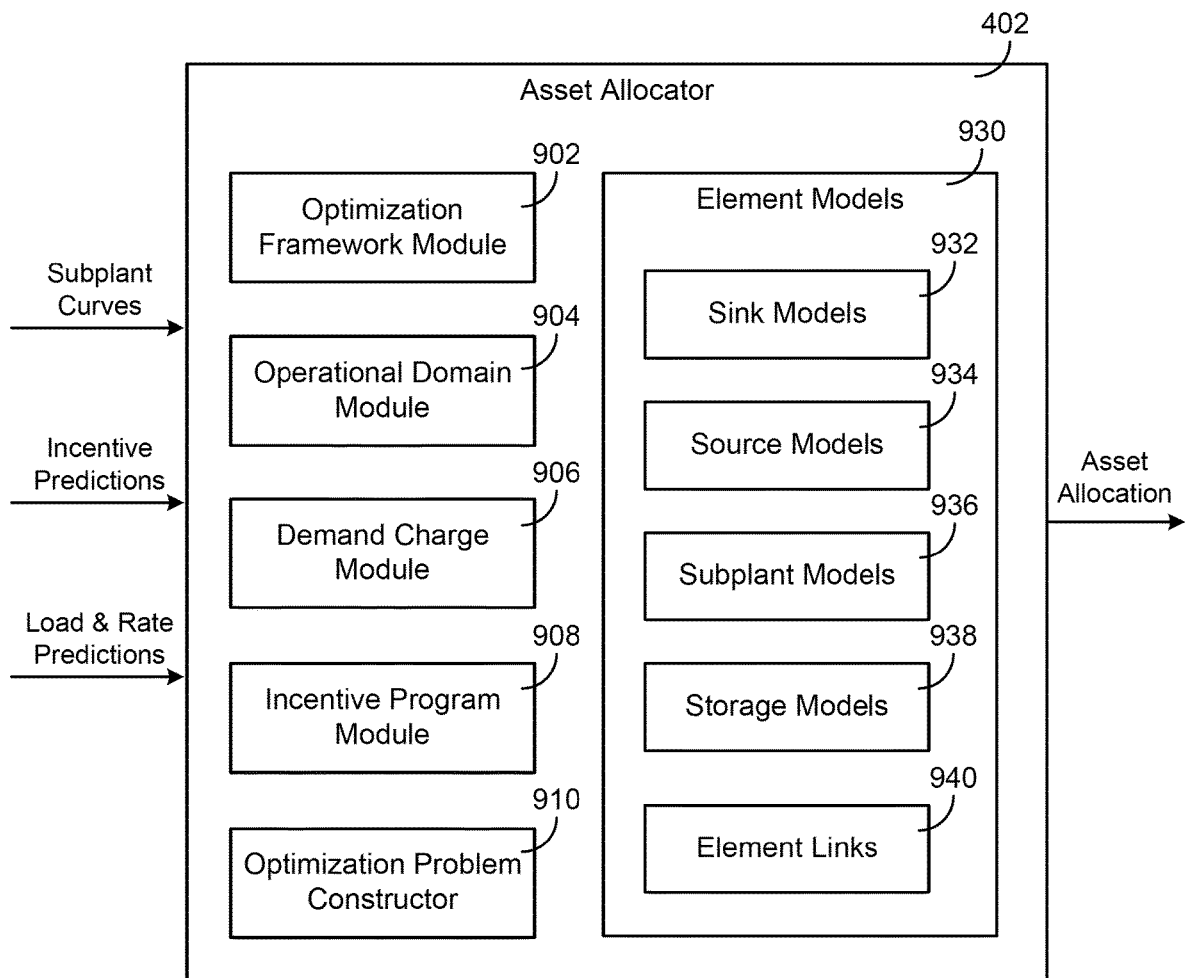 402
Asset Allocator
902
Optimization
Framework Module
904
Operational Domain
Module
906
Demand Charge
Module
908
Incentive Program
Module
910
Optimization Problem
Constructor
930
Element Models
932
Sink Models
934
Source Models
936
Subplant Models
938
Storage Models
940
Element Links
Subplant
Curves
Incentive
Predictions
Load & Rate
Predictions
Asset
Allocation